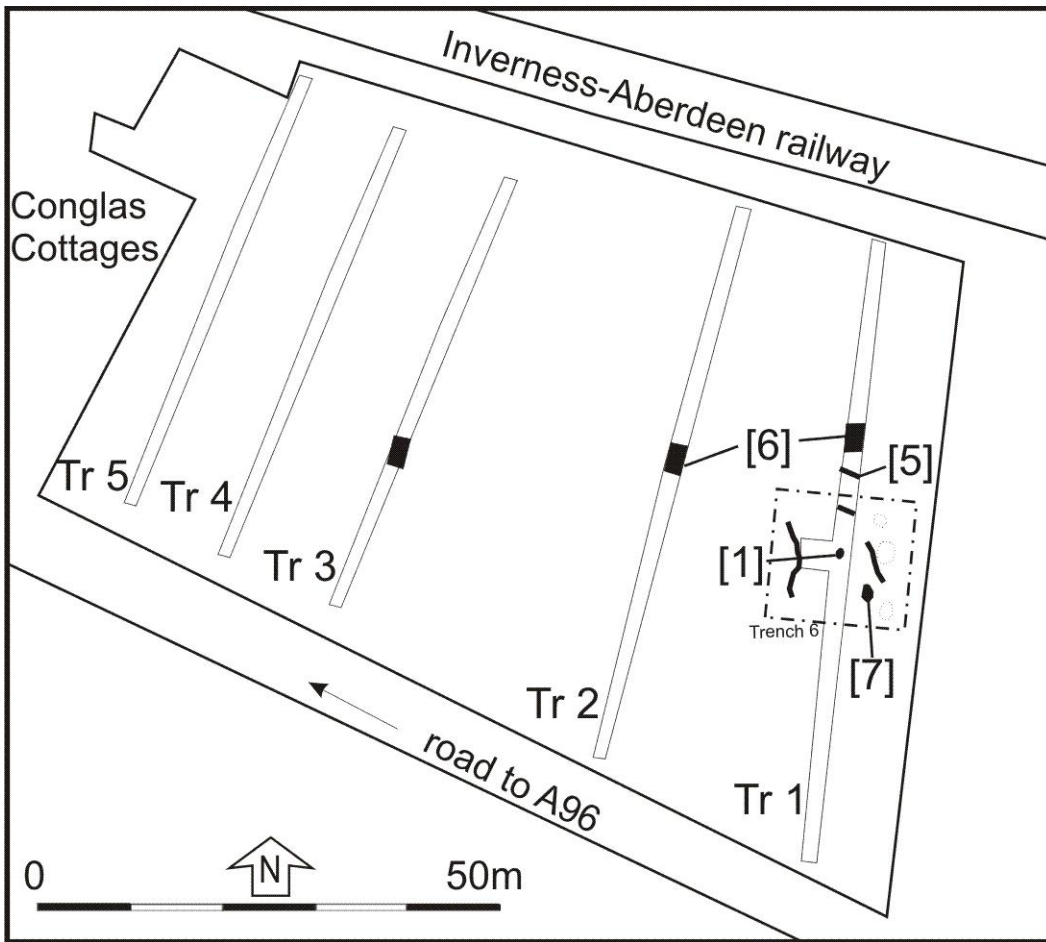 Inverness-Aberdeen railway
Conglas
Cottages
[6]
[5]
Tr 5
Tr 4
Tr 3
[1]
Trench 6
[7]
Tr 2
Tr 1
road to A96
N
0
50m